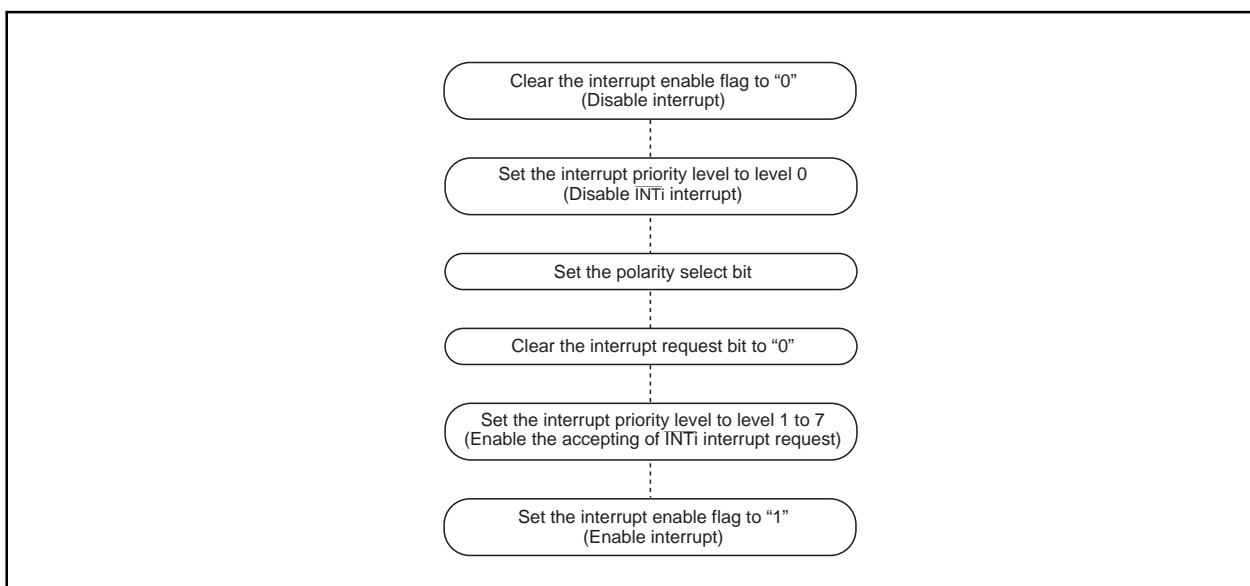 Clear the interrupt enable flag to “0”
(Disable interrupt)
Set the interrupt priority level to level 0
(Disable INTi interrupt)
Set the polarity select bit
Clear the interrupt request bit to “0”
Set the interrupt priority level to level 1 to 7
(Enable the accepting of INTi interrupt request)
Set the interrupt enable flag to “1”
(Enable interrupt)